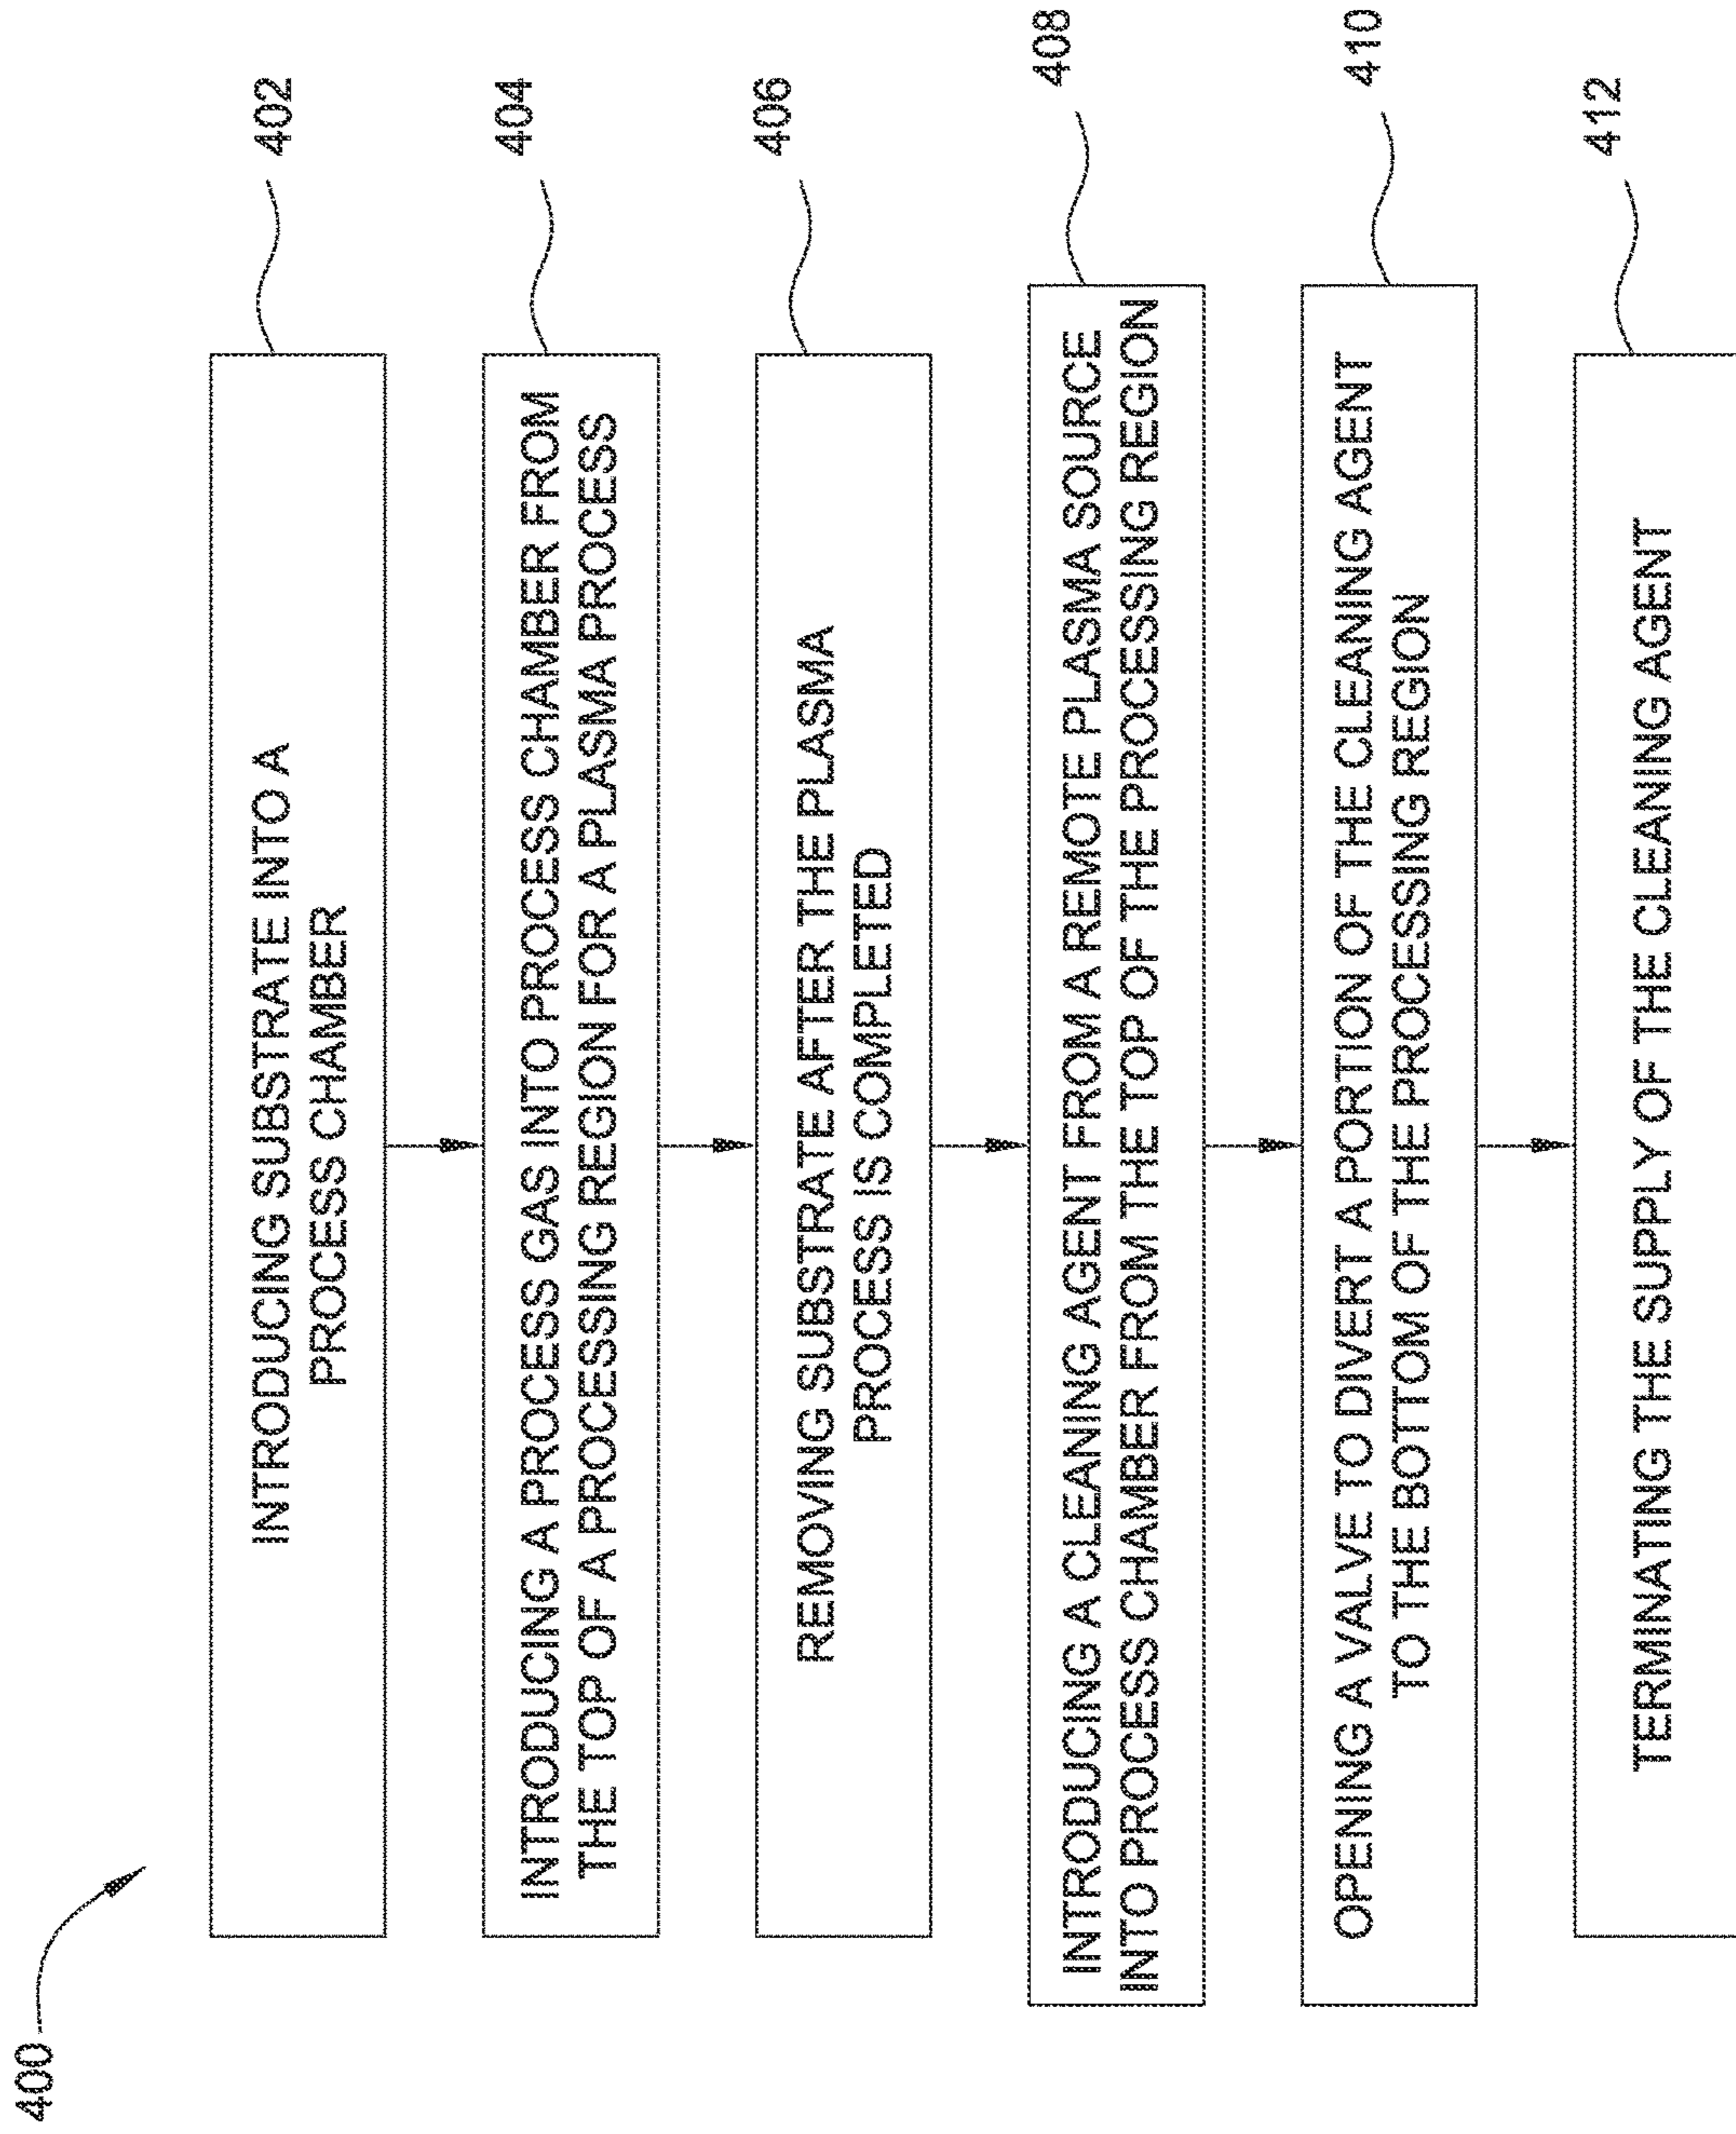 400
INTRODUCING SUBSTRATE INTO A
PROCESS CHAMBER
402
INTRODUCING A PROCESS GAS INTO PROCESS CHAMBER FROM
THE TOP OF A PROCESSING REGION FOR A PLASMA PROCESS
404
REMOVING SUBSTRATE AFTER THE PLASMA
PROCESS IS COMPLETED
406
INTRODUCING A CLEANING AGENT FROM A REMOTE PLASMA SOURCE
INTO PROCESS CHAMBER FROM THE TOP OF THE PROCESSING REGION
408
OPENING A VALVE TO DIVERT A PORTION OF THE CLEANING AGENT
TO THE BOTTOM OF THE PROCESSING REGION
410
TERMINATING THE SUPPLY OF THE CLEANING AGENT
412